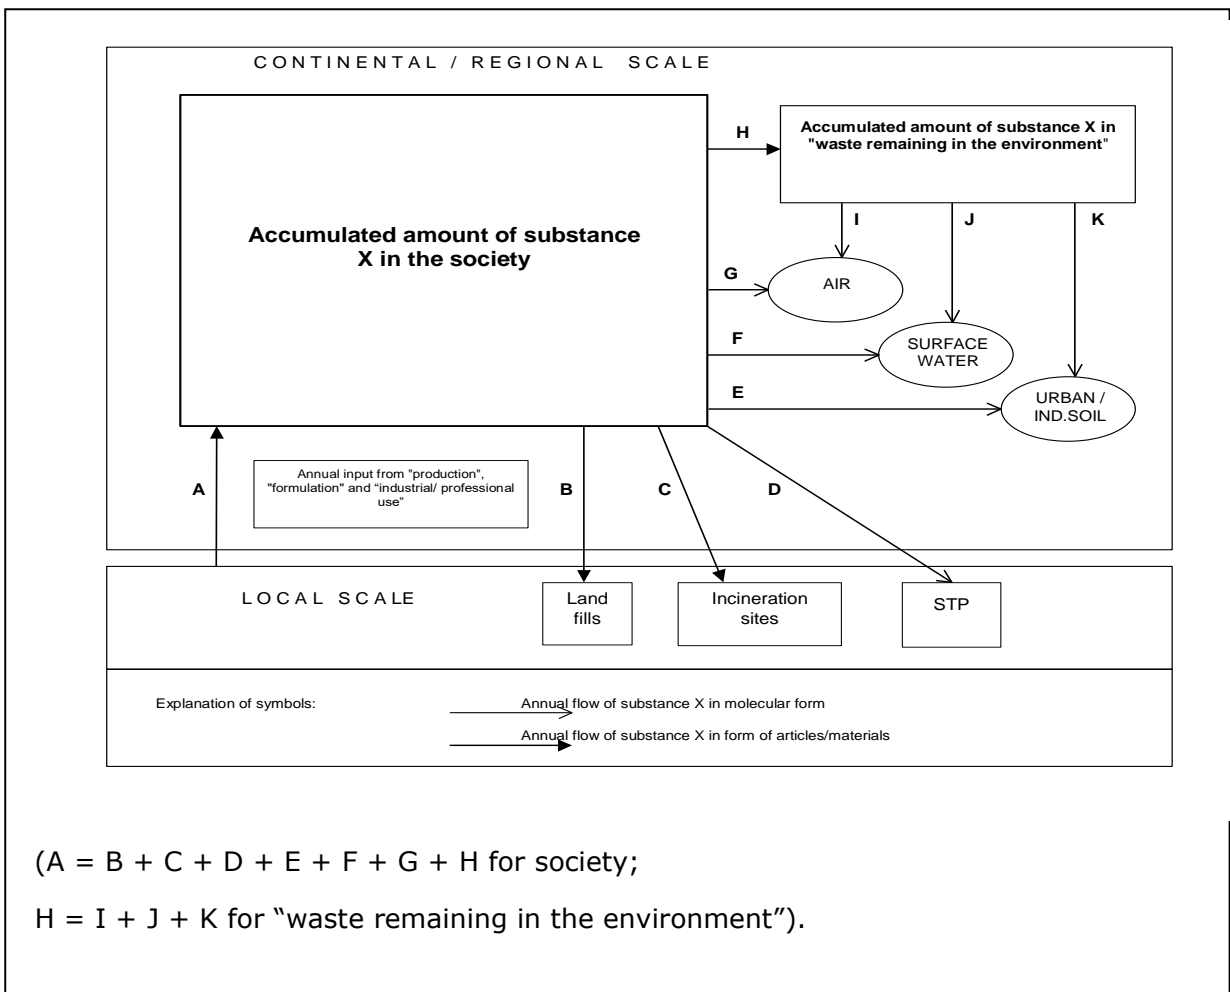 CONTINENTAL / REGIONAL SCALE
H
Accumulated amount of substance X in
"waste remaining in the environment"
I
J
K
Accumulated amount of substance
X in the society
G
AIR
F
SURFACE
WATER
E
URBAN /
IND.SOIL
A
Annual input from "production",
"formulation" and “industrial/ professional
use”
B
C
D
LOCAL SCALE
Land
fills
Incineration
sites
STP
Explanation of symbols:
Annual flow of substance X in molecular form
Annual flow of substance X in form of articles/materials
(A = B + C + D + E + F + G + H for society;
H = I + J + K for “waste remaining in the environment”).